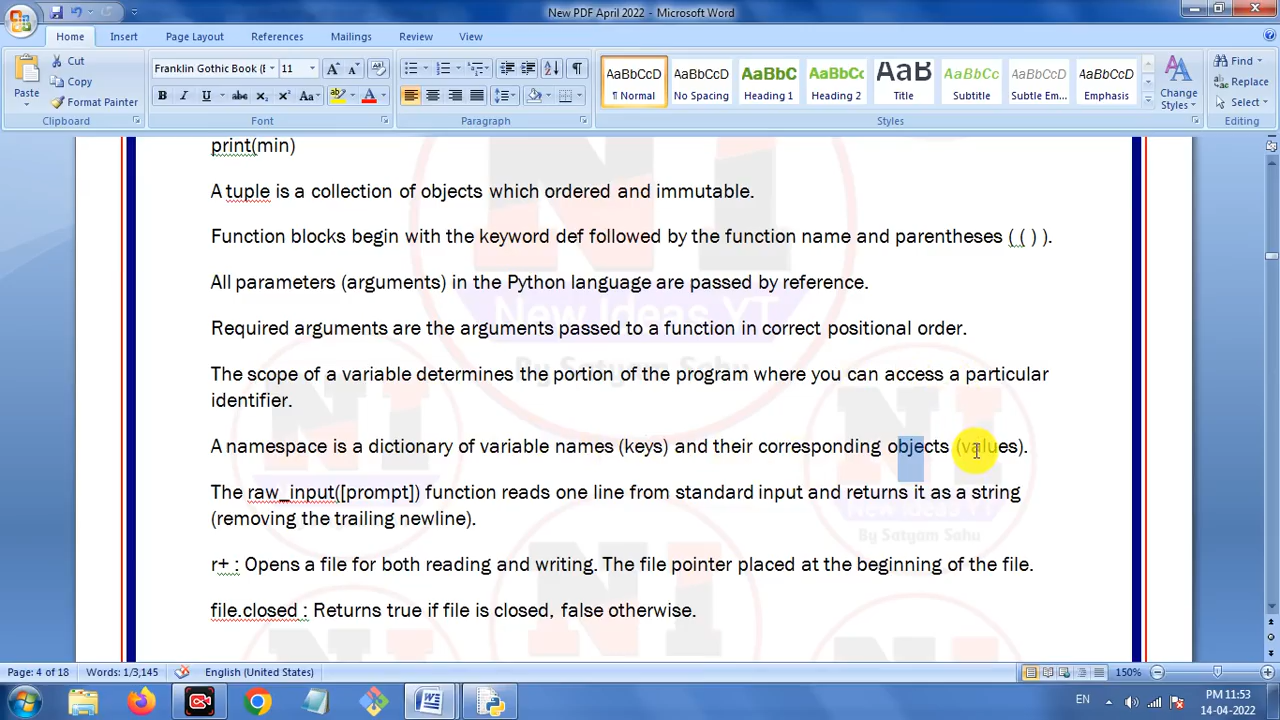 New PDF April 2022 - Microsoft Word
Home Insert Page Layout References Mailings Review View
Paste
Cut
Copy
Format Painter
Clipboard
Franklin Gothic Book (B 11
Font
Paragraph
AaBbCcD AaBbCcD AaBbC AaBbCc AaB AaBbCc AaBbCcD AaBbCcD
¶ Normal No Spacing Heading 1 Heading 2 Title Subtitle Subtle Em... Emphasis
Change Styles
Styles
Find
Replace
Select
Editing
print(min)
A tuple is a collection of objects which ordered and immutable.
Function blocks begin with the keyword def followed by the function name and parentheses ( ( ) ).
All parameters (arguments) in the Python language are passed by reference.
Required arguments are the arguments passed to a function in correct positional order.
The scope of a variable determines the portion of the program where you can access a particular
identifier.
A namespace is a dictionary of variable names (keys) and their corresponding objects (values).
The raw_input([prompt]) function reads one line from standard input and returns it as a string
(removing the trailing newline).
r+ : Opens a file for both reading and writing. The file pointer placed at the beginning of the file.
file.closed : Returns true if file is closed, false otherwise.
NI
New Ideas YT
By Satyam Sahu
NI
New Ideas YT
By Satyam Sahu
Page: 4 of 18 Words: 1/3,145 English (United States) 150%
EN PM 11:53
14-04-2022